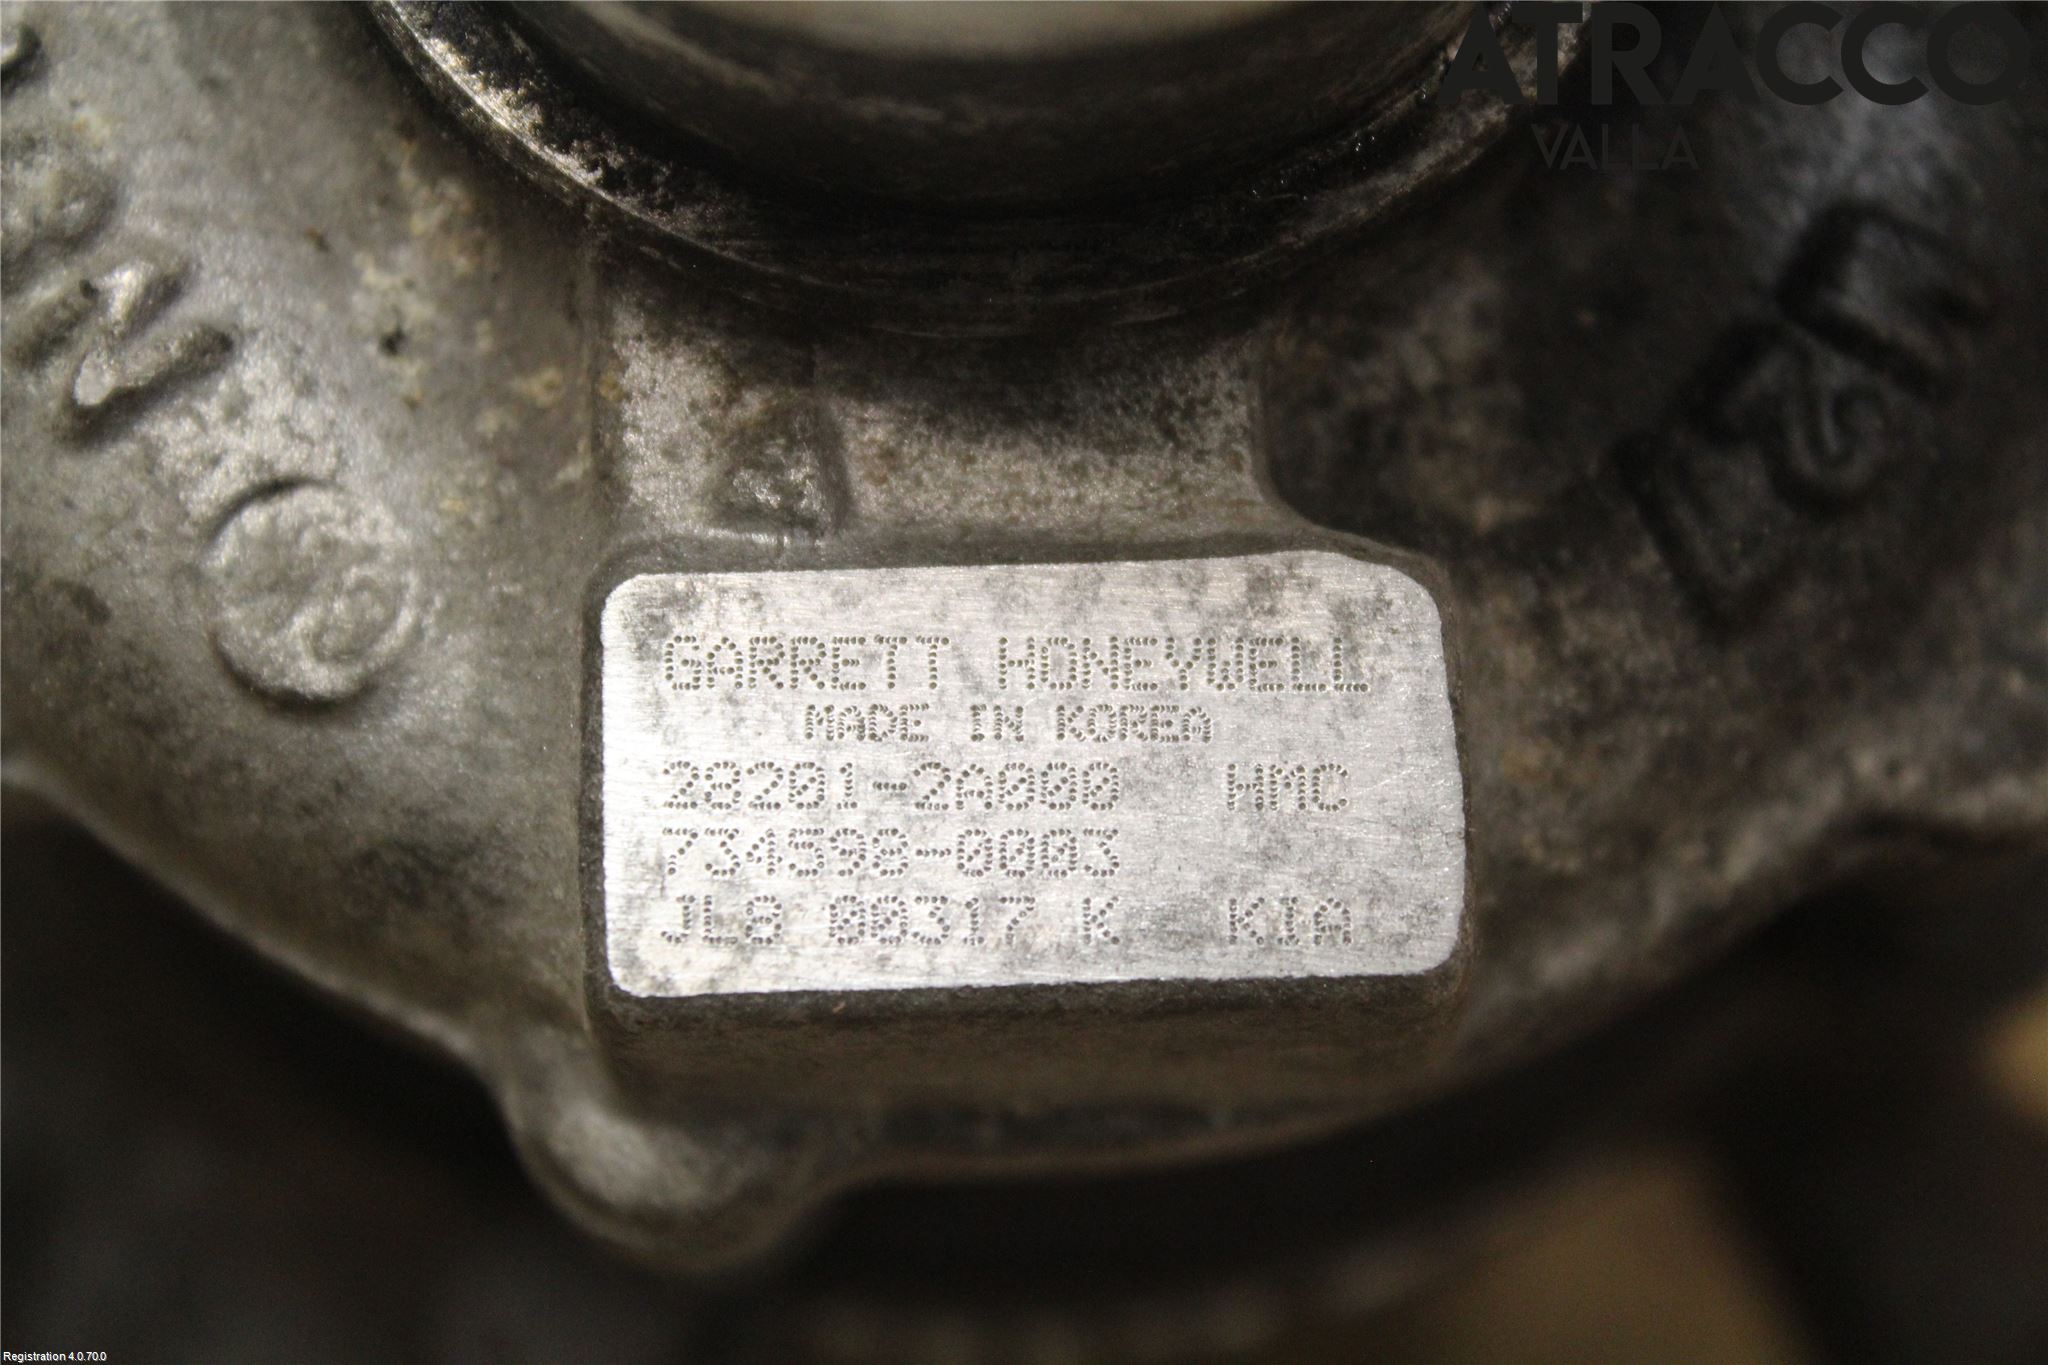 ATRACCO
VALLA
GARRETT HONEYWELL
MADE IN KOREA
28201-2A000 HMC
734598-0003
JL8 00317 K KIA
Registration 4.0.70.0